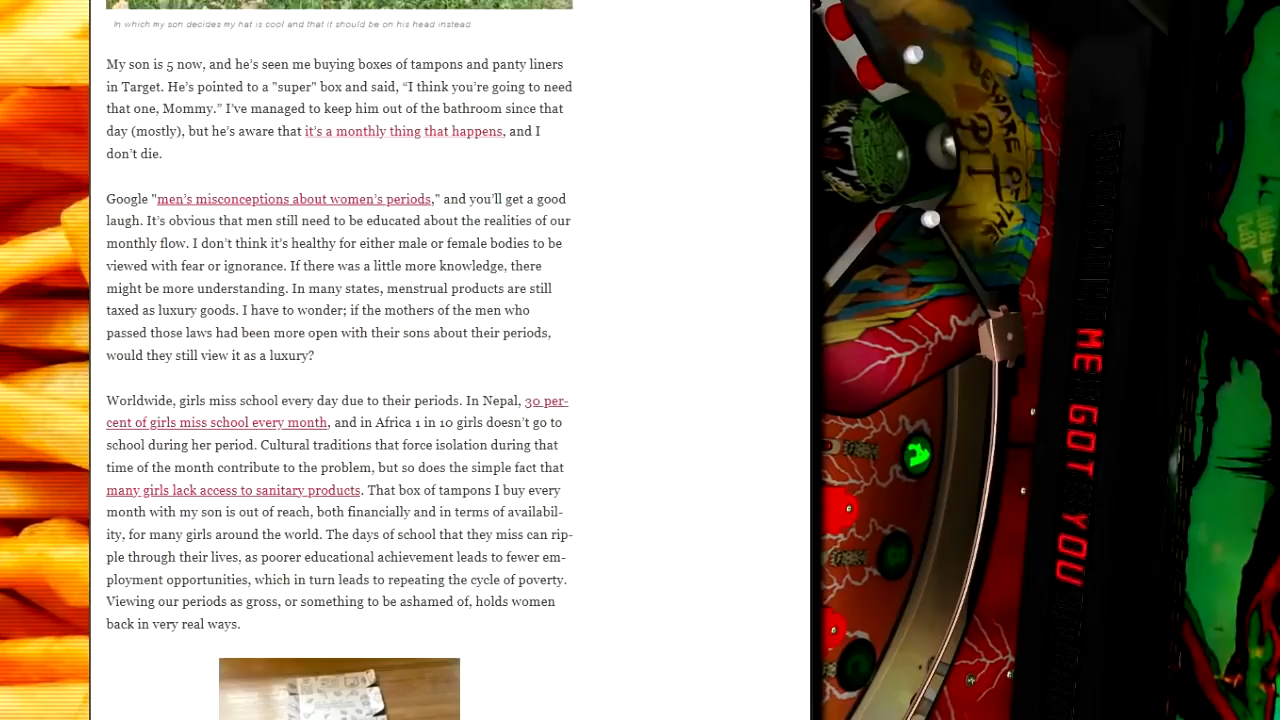 In which my son decides my hat is cool and that it should be on his head instead
My son is 5 now, and he’s seen me buying boxes of tampons and panty liners
in Target. He’s pointed to a "super" box and said, “I think you’re going to need
that one, Mommy.” I’ve managed to keep him out of the bathroom since that
day (mostly), but he’s aware that it’s a monthly thing that happens, and I
don’t die.
Google "men’s misconceptions about women’s periods," and you’ll get a good
laugh. It’s obvious that men still need to be educated about the realities of our
monthly flow. I don’t think it’s healthy for either male or female bodies to be
viewed with fear or ignorance. If there was a little more knowledge, there
might be more understanding. In many states, menstrual products are still
taxed as luxury goods. I have to wonder; if the mothers of the men who
passed those laws had been more open with their sons about their periods,
would they still view it as a luxury?
Worldwide, girls miss school every day due to their periods. In Nepal, 30 per-
cent of girls miss school every month, and in Africa 1 in 10 girls doesn’t go to
school during her period. Cultural traditions that force isolation during that
time of the month contribute to the problem, but so does the simple fact that
many girls lack access to sanitary products. That box of tampons I buy every
month with my son is out of reach, both financially and in terms of availabil-
ity, for many girls around the world. The days of school that they miss can rip-
ple through their lives, as poorer educational achievement leads to fewer em-
ployment opportunities, which in turn leads to repeating the cycle of poverty.
Viewing our periods as gross, or something to be ashamed of, holds women
back in very real ways.
BEWARE OF
PIT
ME GOT YOU